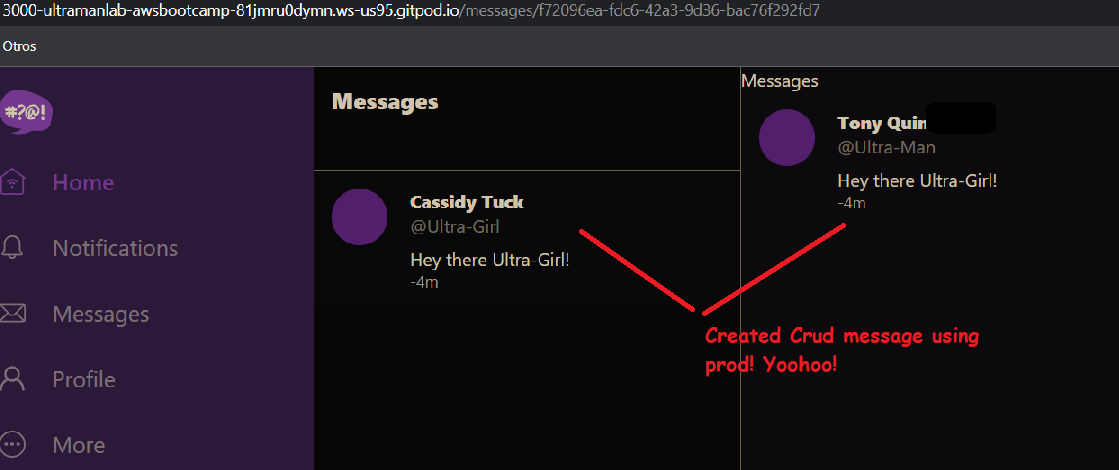 3000-ultramanlab-awsbootcamp-81jmru0dymn.ws-us95.gitpod.io/messages/f72096ea-fdc6-42a3-9d36-bac76f292fd7
Otros
#?@!
Home
Notifications
Messages
Profile
More
Messages
Cassidy Tuck
@Ultra-Girl
Hey there Ultra-Girl!
-4m
Messages
Tony Quin
@Ultra-Man
Hey there Ultra-Girl!
-4m
Created Crud message using
prod! Yoohoo!